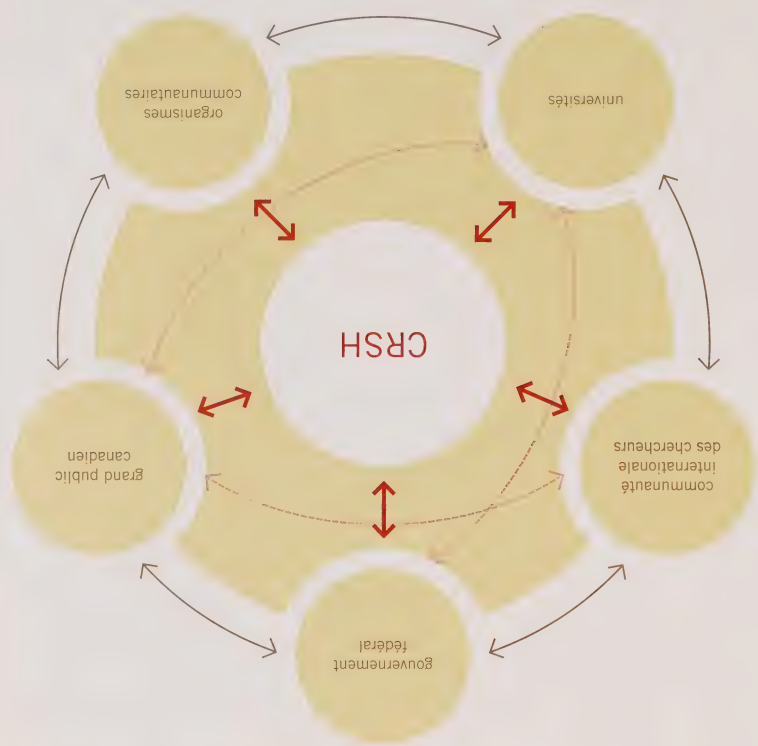 gouvernement
fédéral
communauté
internationale
des chercheurs
grand public
canadien
CRSH
universités
organismes
communautaires